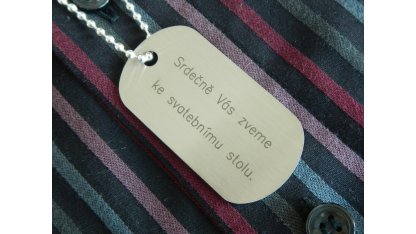 Srdečně Vás zveme
ke svatebnímu stolu.